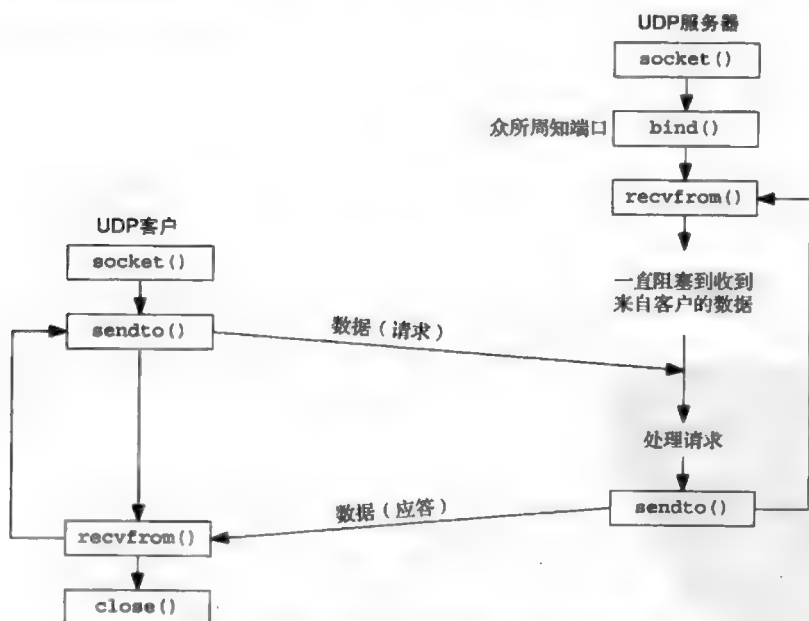 UDP服务器
socket()
众所周知端口
bind()
recvfrom()
UDP客户
socket()
一直阻塞到收到
来自客户的数据
sendto()
数据（请求）
处理请求
数据（应答）
sendto()
recvfrom()
close()